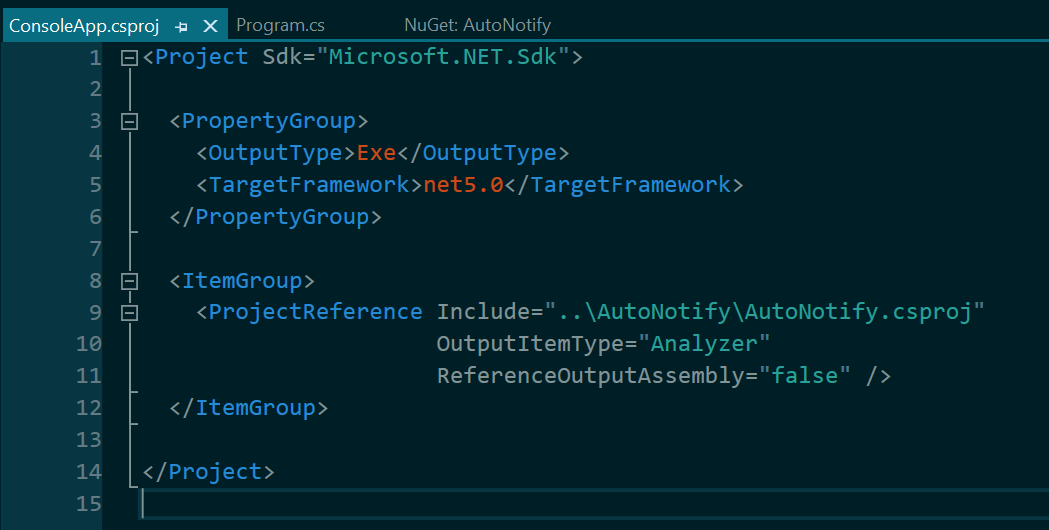 ConsoleApp.csproj Program.cs NuGet: AutoNotify
1 <Project Sdk="Microsoft.NET.Sdk">
2
3 <PropertyGroup>
4 <OutputType>Exe</OutputType>
5 <TargetFramework>net5.0</TargetFramework>
6 </PropertyGroup>
7
8 <ItemGroup>
9 <ProjectReference Include="..\AutoNotify\AutoNotify.csproj"
10 OutputItemType="Analyzer"
11 ReferenceOutputAssembly="false" />
12 </ItemGroup>
13
14 </Project>
15